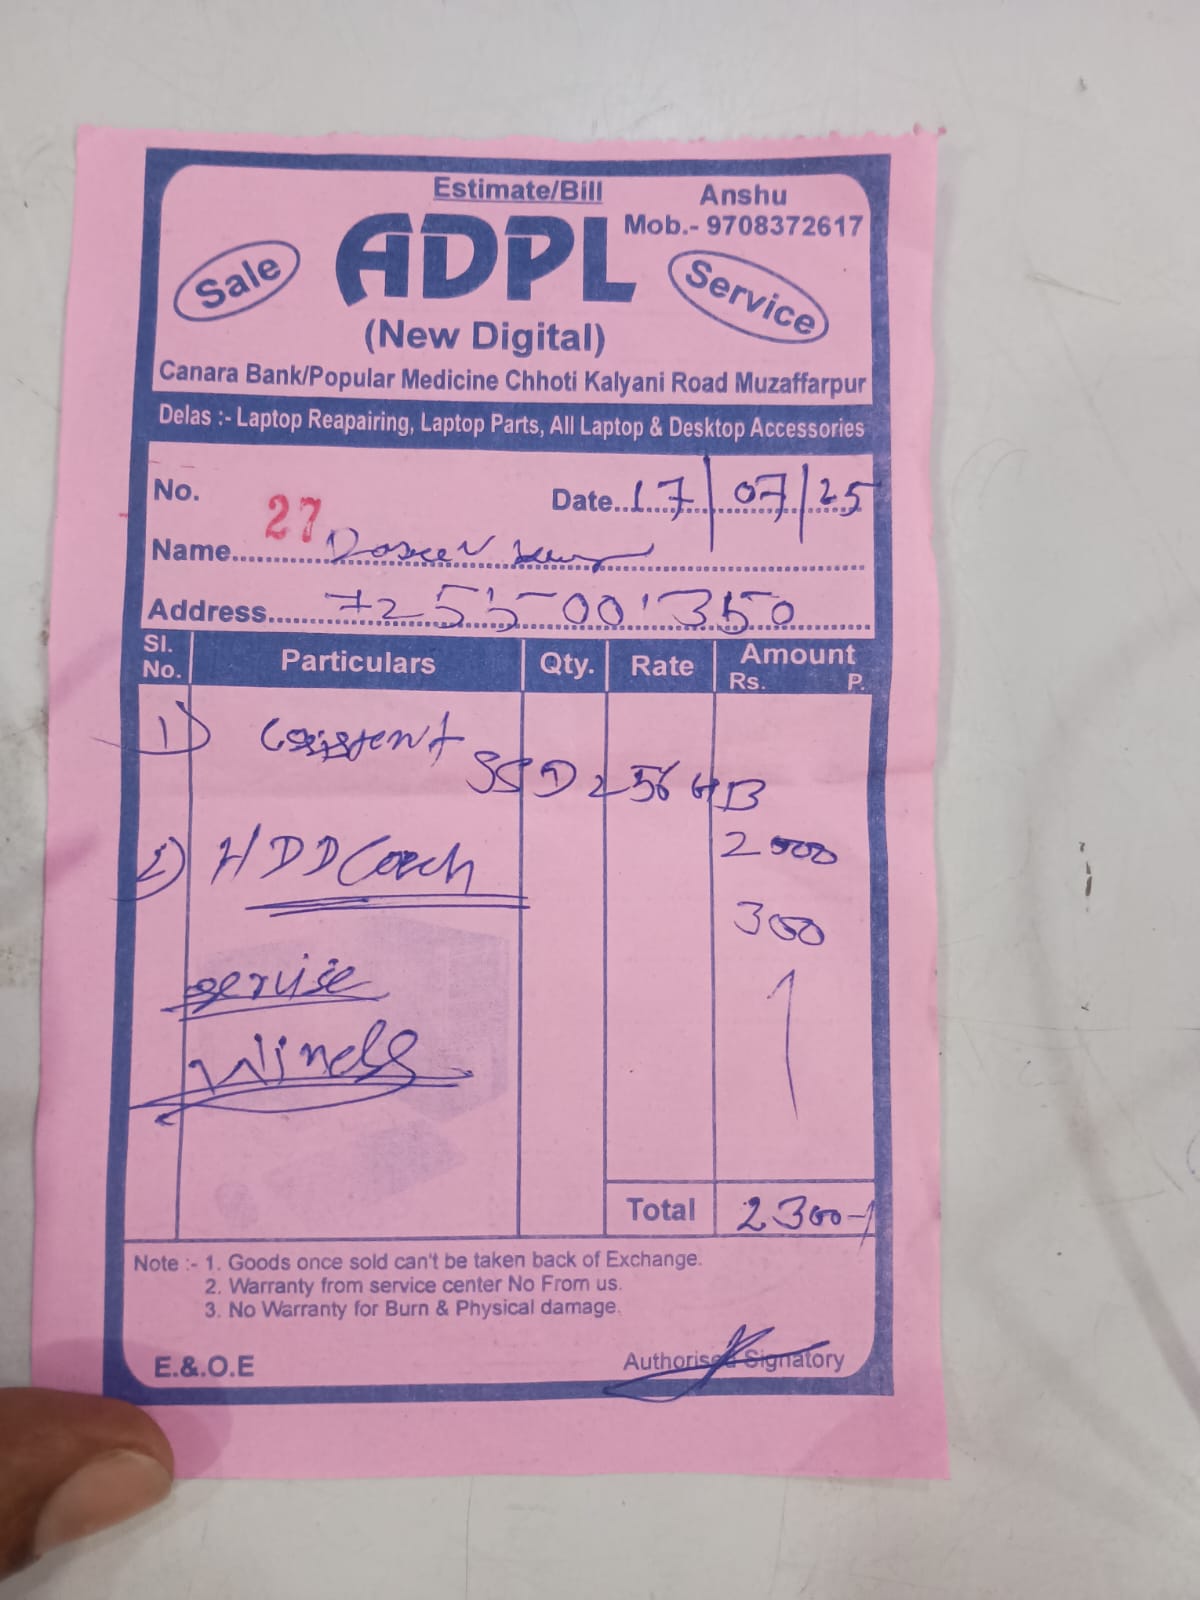 Estimate/Bill
Anshu
Mob.- 9708372617
Sale
ADPL
Service
(New Digital)
Canara Bank/Popular Medicine Chhoti Kalyani Road Muzaffarpur
Delas :- Laptop Reapairing, Laptop Parts, All Laptop & Desktop Accessories
No. 27
Date 17/07/25
Name
Address 7255001350
Sl. No. Particulars Qty. Rate Amount Rs. P.
1)
SSD 256 GB
2000
2) HDD
300
service
Total 2300-/
Note :- 1. Goods once sold can't be taken back of Exchange.
2. Warranty from service center No From us.
3. No Warranty for Burn & Physical damage.
E.&.O.E
Authorised Signatory